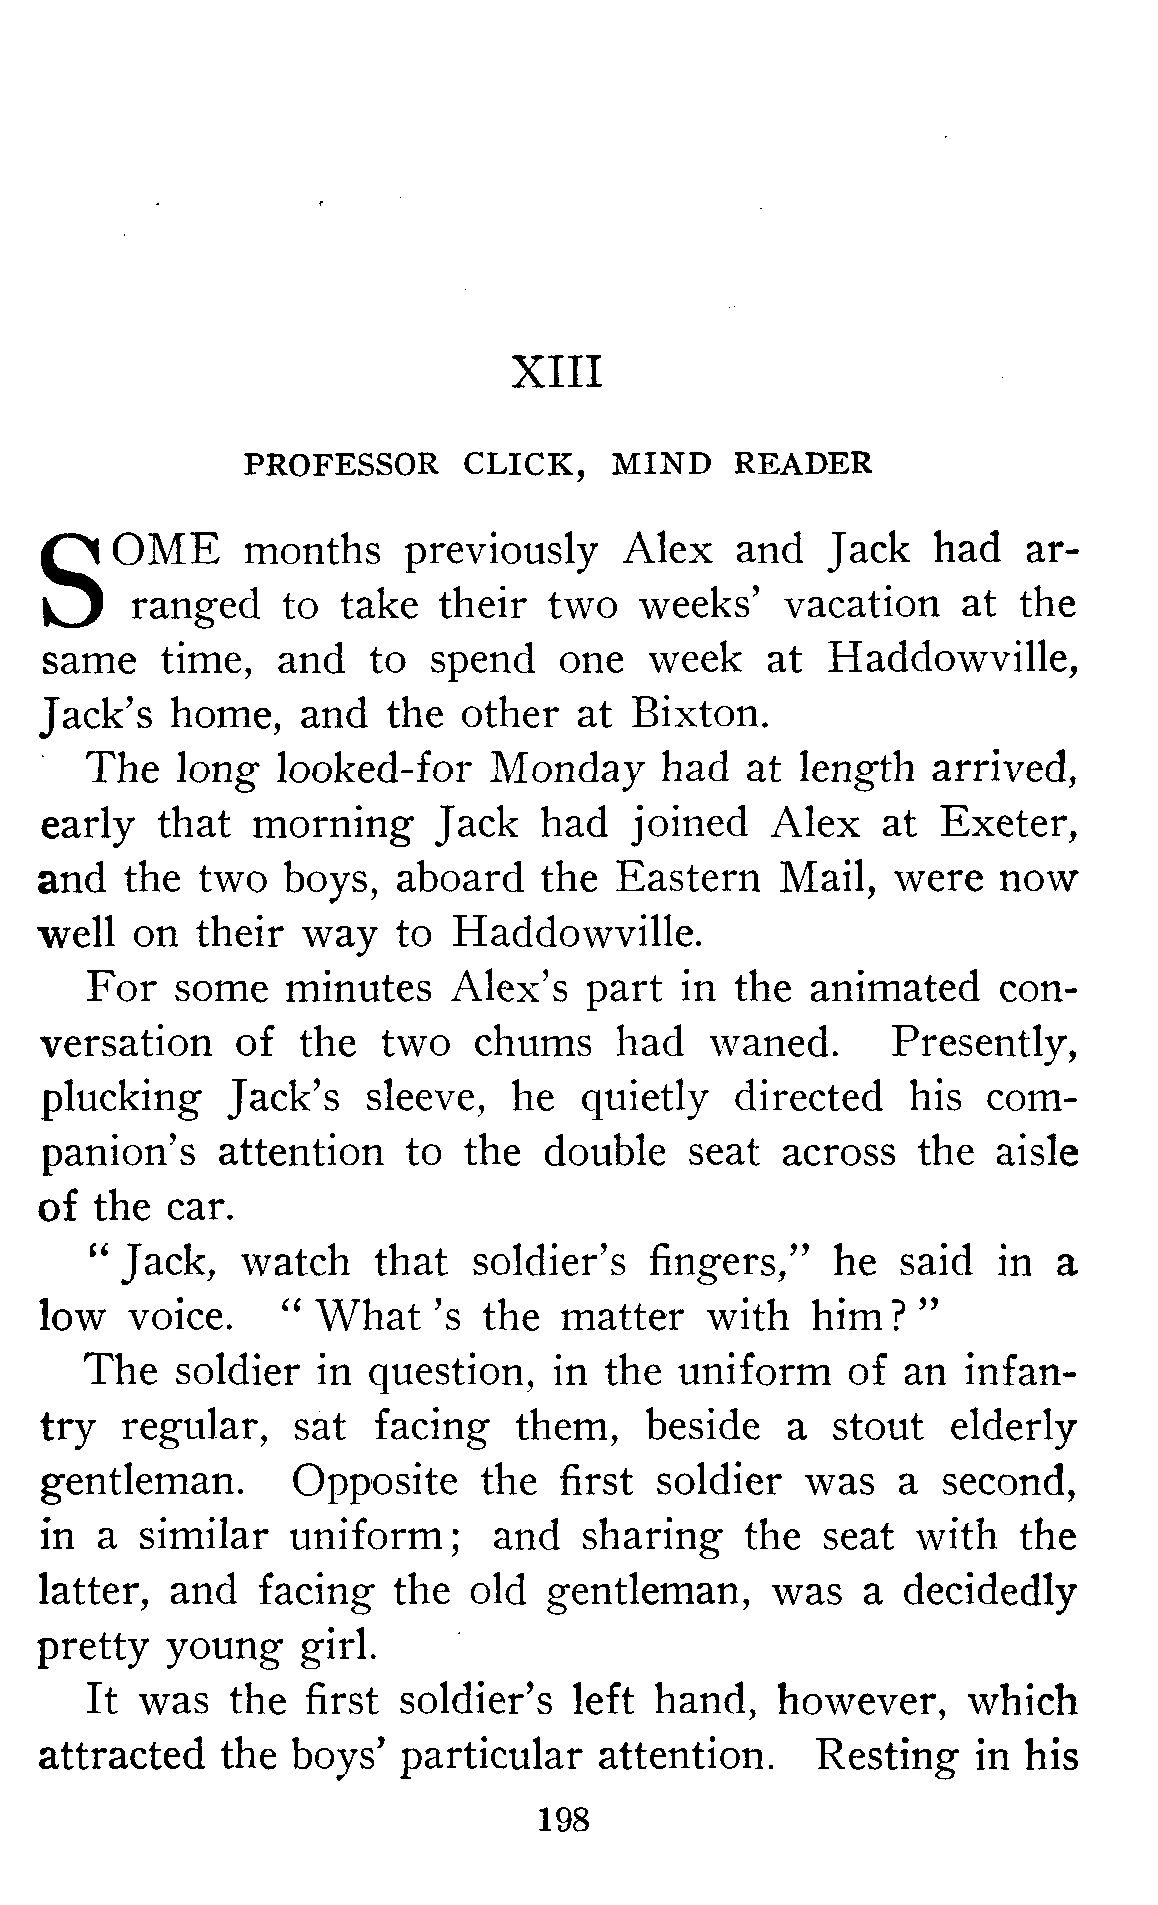 XIII
PROFESSOR CLICK, MIND READER
SOME months previously Alex and Jack had ar-
ranged to take their two weeks' vacation at the
same time, and to spend one week at Haddowville,
Jack's home, and the other at Bixton.
The long looked-for Monday had at length arrived,
early that morning Jack had joined Alex at Exeter,
and the two boys, aboard the Eastern Mail, were now
well on their way to Haddowville.
For some minutes Alex's part in the animated con-
versation of the two chums had waned. Presently,
plucking Jack's sleeve, he quietly directed his com-
panion's attention to the double seat across the aisle
of the car.
" Jack, watch that soldier's fingers," he said in a
low voice. " What 's the matter with him? "
The soldier in question, in the uniform of an infan-
try regular, sat facing them, beside a stout elderly
gentleman. Opposite the first soldier was a second,
in a similar uniform; and sharing the seat with the
latter, and facing the old gentleman, was a decidedly
pretty young girl.
It was the first soldier's left hand, however, which
attracted the boys' particular attention. Resting in his
198